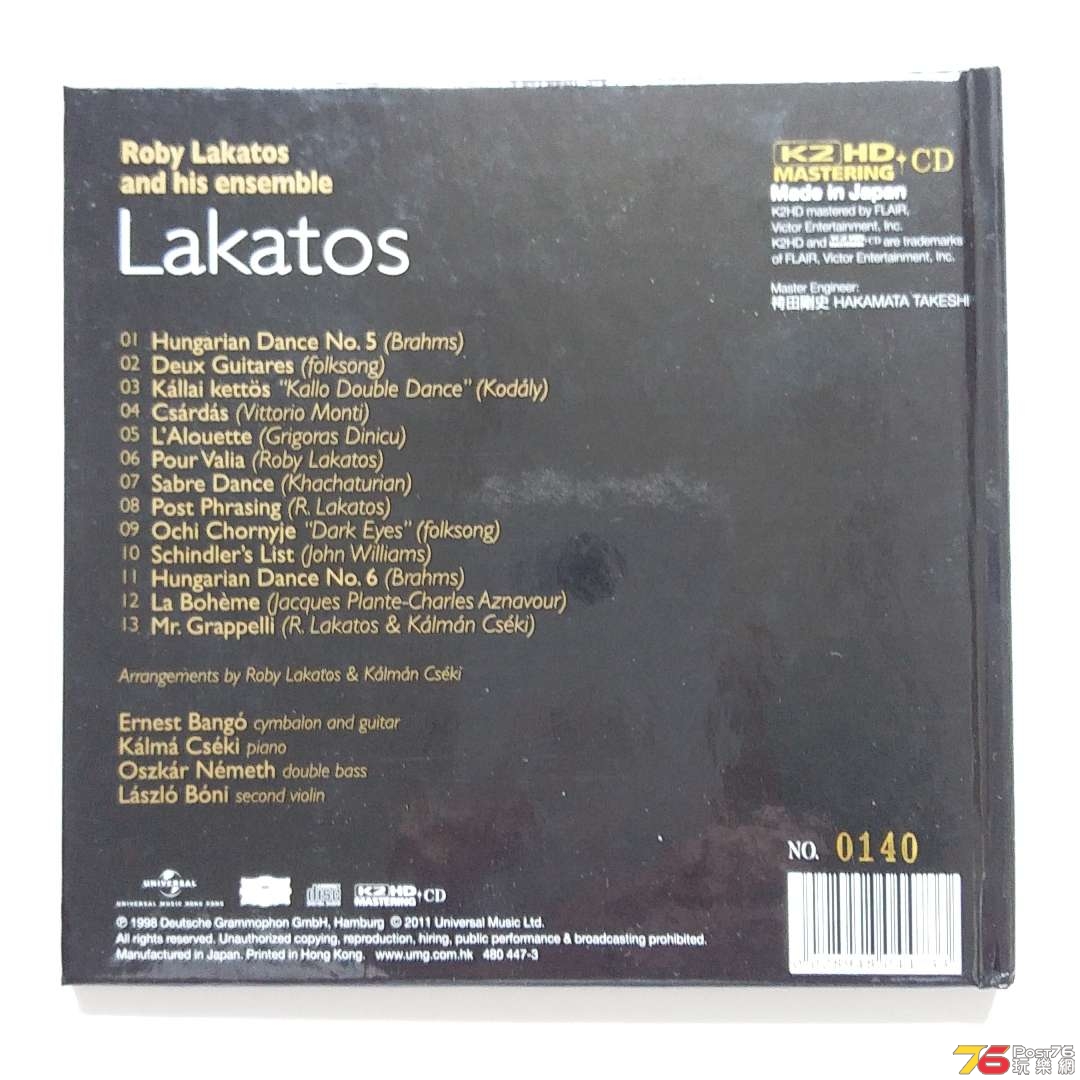 Roby Lakatos
and his ensemble
Lakatos
K2 HD
MASTERING + CD
Made in Japan
K2HD mastered by FLAIR,
Victor Entertainment, Inc.
K2HD and are trademarks
of FLAIR, Victor Entertainment, Inc.
Master Engineer:
袴田剛史 HAKAMATA TAKESHI
01 Hungarian Dance No. 5 (Brahms)
02 Deux Guitares (folksong)
03 Kállai kettös "Kallo Double Dance" (Kodály)
04 Csárdás (Vittorio Monti)
05 L'Alouette (Grigoras Dinicu)
06 Pour Valia (Roby Lakatos)
07 Sabre Dance (Khachaturian)
08 Post Phrasing (R. Lakatos)
09 Ochi Chornyje "Dark Eyes" (folksong)
10 Schindler's List (John Williams)
11 Hungarian Dance No. 6 (Brahms)
12 La Bohème (Jacques Plante-Charles Aznavour)
13 Mr. Grappelli (R. Lakatos & Kálmán Cséki)
Arrangements by Roby Lakatos & Kálmán Cséki
Ernest Bangó cymbalon and guitar
Kálmá Cséki piano
Oszkár Németh double bass
László Bóni second violin
NO. 0140
UNIVERSAL
UNIVERSAL MUSIC HONG KONG
disc
K2 HD
MASTERING + CD
℗ 1998 Deutsche Grammophon GmbH, Hamburg © 2011 Universal Music Ltd.
All rights reserved. Unauthorized copying, reproduction, hiring, public performance & broadcasting prohibited.
Manufactured in Japan. Printed in Hong Kong. www.umg.com.hk 480 447-3
76 Post76
玩樂網